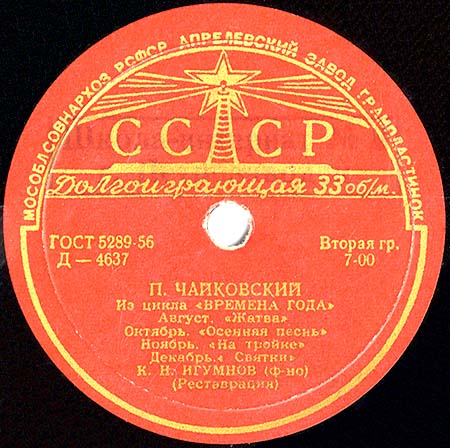 МОСОБЛСОВНАРХОЗ РСФСР АПРЕЛЕВСКИЙ ЗАВОД ГРАМПЛАСТИНОК
СССР
Долгоиграющая 33 об/м.
ГОСТ 5289-56
Д — 4637
Вторая гр.
7-00
П. ЧАЙКОВСКИЙ
Из цикла «ВРЕМЕНА ГОДА»
Август. «Жатва»
Октябрь. «Осенняя песнь»
Ноябрь. «На тройке»
Декабрь.« Святки»
К. Н. ИГУМНОВ (ф-но)
(Реставрация)